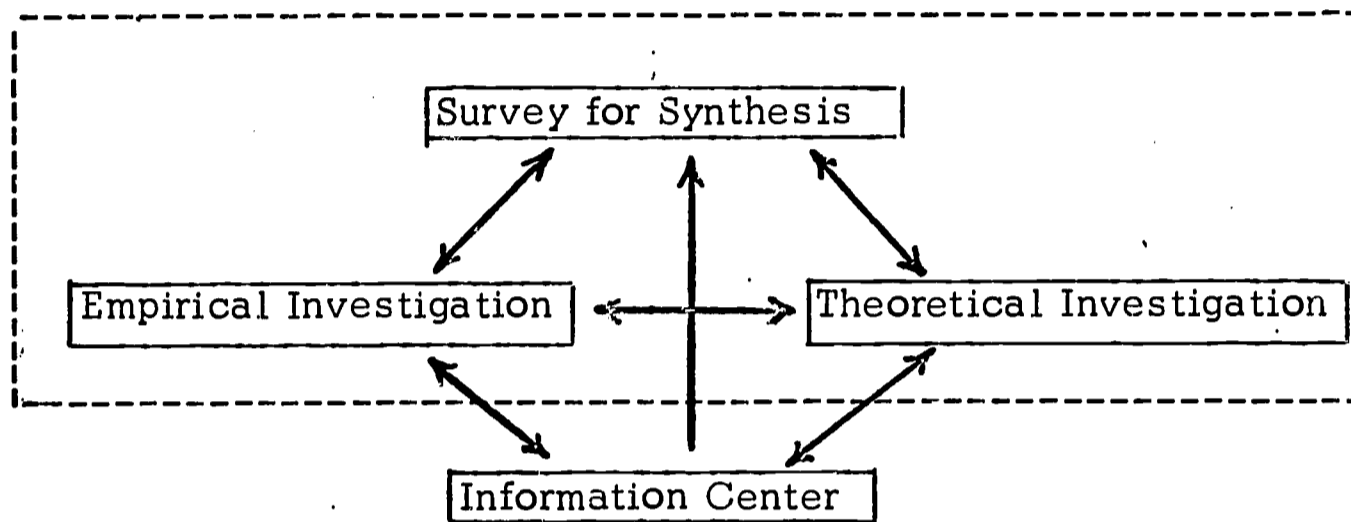 Survey for Synthesis
Empirical Investigation
Theoretical Investigation
Information Center